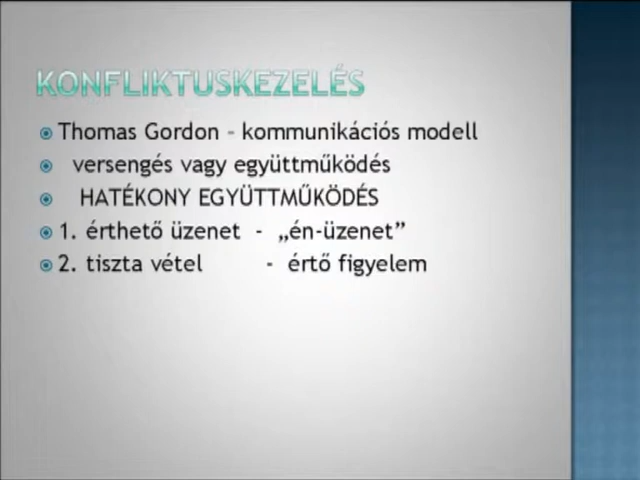 KONFLIKTUSKEZELÉS
Thomas Gordon – kommunikációs modell
versengés vagy együttműködés
HATÉKONY EGYÜTTMŰKÖDÉS
1. érthető üzenet - „én-üzenet”
2. tiszta vétel - értő figyelem